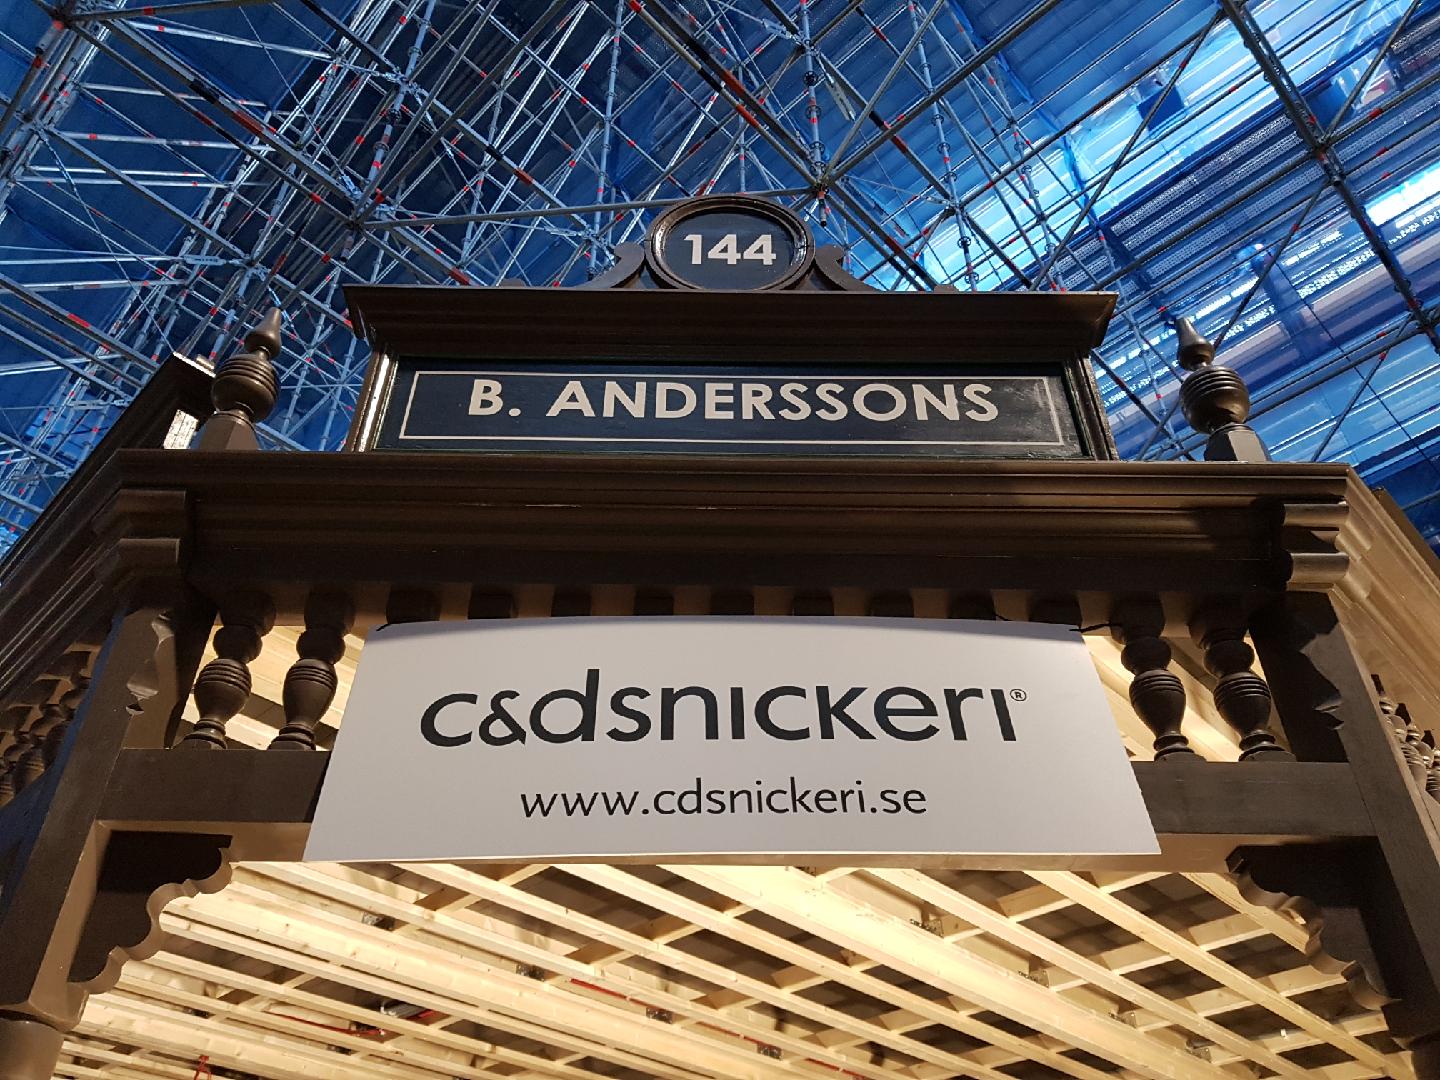 144
B. ANDERSSONS
c&dsnickeri®
www.cdsnickeri.se